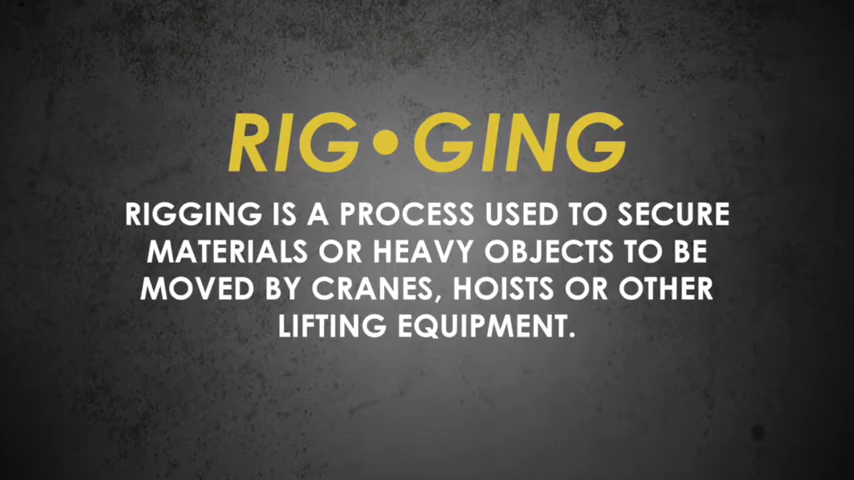 RIG•GING
RIGGING IS A PROCESS USED TO SECURE
MATERIALS OR HEAVY OBJECTS TO BE
MOVED BY CRANES, HOISTS OR OTHER
LIFTING EQUIPMENT.